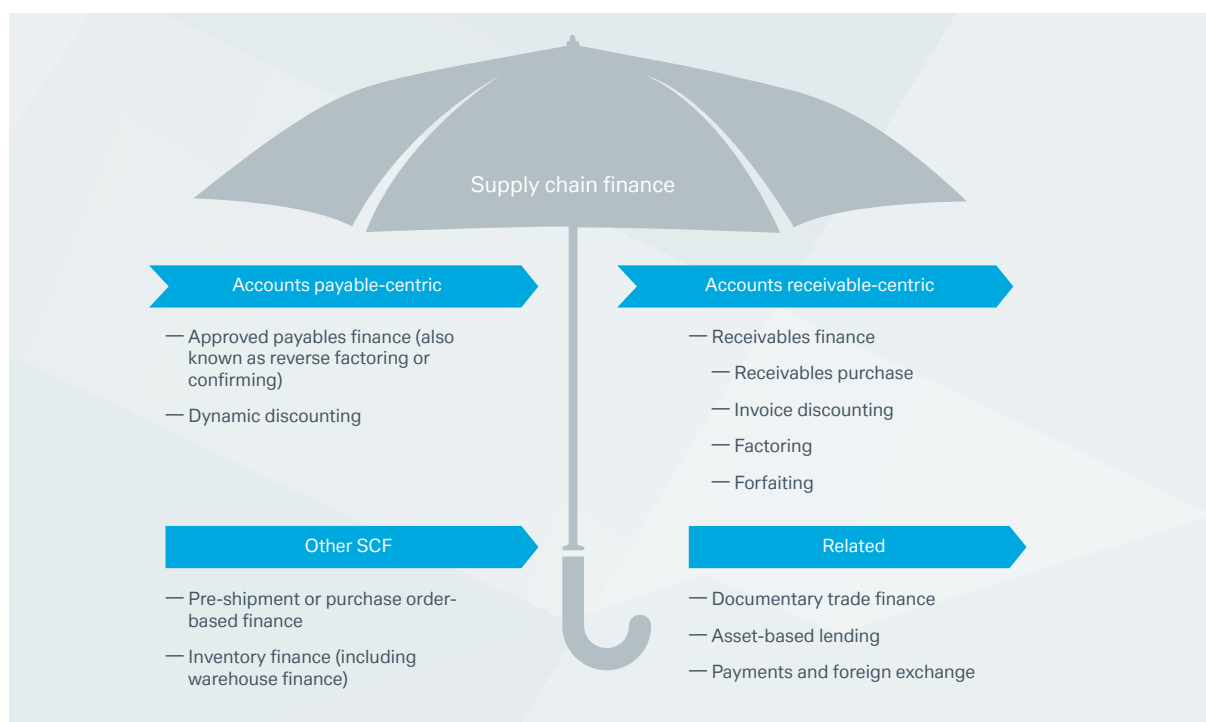 Supply chain finance
Accounts payable-centric
— Approved payables finance (also
known as reverse factoring or
confirming)
— Dynamic discounting
Accounts receivable-centric
— Receivables finance
— Receivables purchase
— Invoice discounting
— Factoring
— Forfaiting
Other SCF
— Pre-shipment or purchase order-
based finance
— Inventory finance (including
warehouse finance)
Related
— Documentary trade finance
— Asset-based lending
— Payments and foreign exchange